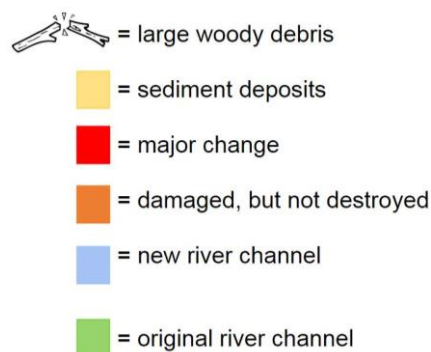 = large woody debris
= sediment deposits
= major change
= damaged, but not destroyed
= new river channel
= original river channel